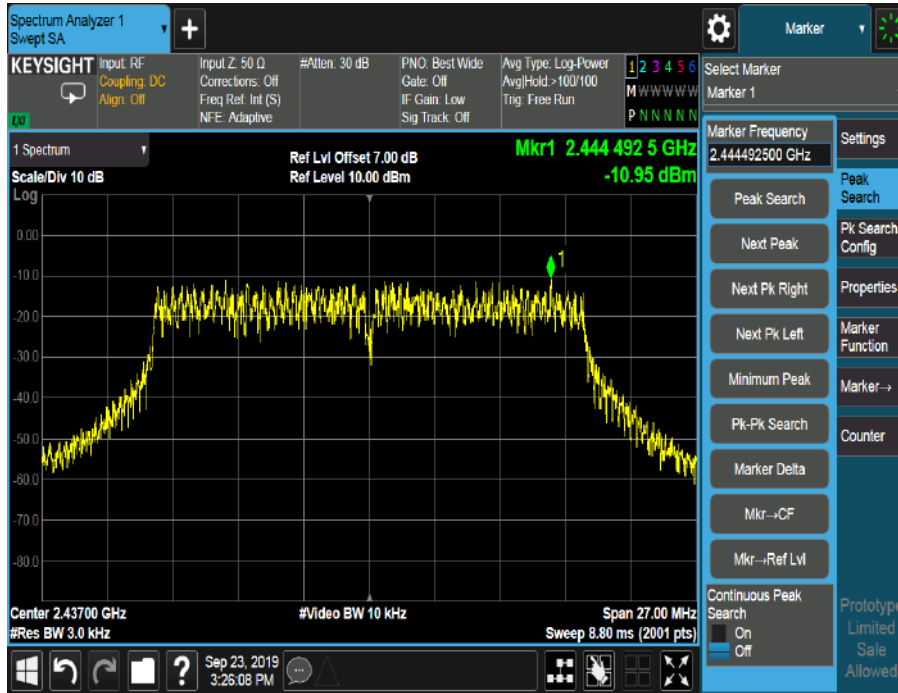 Spectrum Analyzer 1
Swept SA
+
Marker
KEYSIGHT
Input: RF
Coupling: DC
Align: Off
Input Z: 50 Ω
Corrections: Off
Freq Ref: Int (S)
NFE: Adaptive
#Atten: 30 dB
PNO: Best Wide
Gate: Off
IF Gain: Low
Sig Track: Off
Avg Type: Log-Power
Avg|Hold:>100/100
Trig: Free Run
1 2 3 4 5 6
M W W W W W
P N N N N N
LXI
Select Marker
Marker 1
1 Spectrum
Scale/Div 10 dB
Ref Lvl Offset 7.00 dB
Ref Level 10.00 dBm
Mkr1 2.444 492 5 GHz
-10.95 dBm
Log
0.00
-10.0
-20.0
-30.0
-40.0
-50.0
-60.0
-70.0
-80.0
1
Center 2.43700 GHz
#Res BW 3.0 kHz
#Video BW 10 kHz
Span 27.00 MHz
Sweep 8.80 ms (2001 pts)
Marker Frequency
2.444492500 GHz
Peak Search
Next Peak
Next Pk Right
Next Pk Left
Minimum Peak
Pk-Pk Search
Marker Delta
Mkr→CF
Mkr→Ref Lvl
Continuous Peak
Search
On
Off
Settings
Peak
Search
Pk Search
Config
Properties
Marker
Function
Marker→
Counter
Prototype
Limited
Sale
Allowed
?
Sep 23, 2019
3:26:08 PM